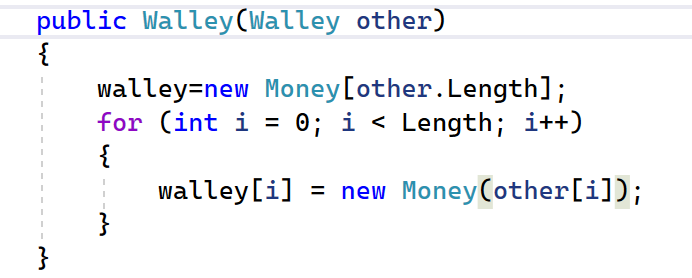 public Walley(Walley other)
{
walley=new Money[other.Length];
for (int i = 0; i < Length; i++)
{
walley[i] = new Money(other[i]);
}
}